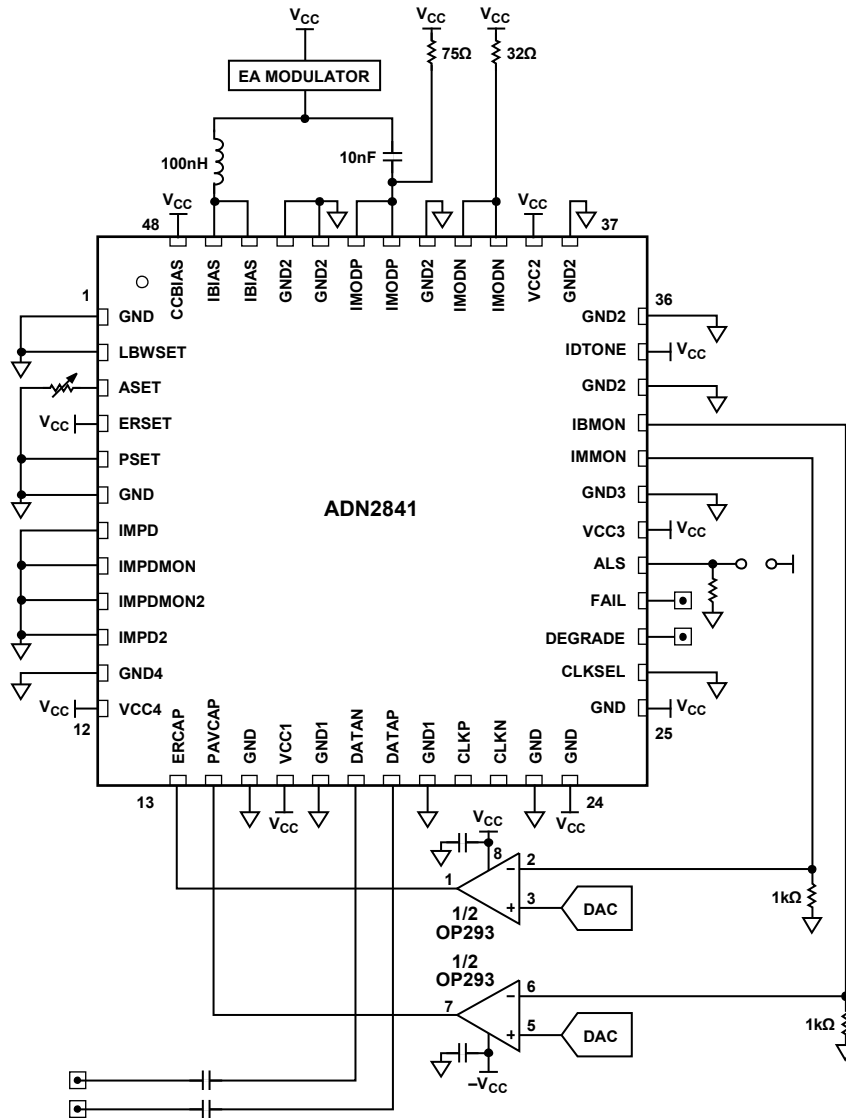 VCC VCC VCC
75Ω 32Ω
EA MODULATOR
100nH 10nF
VCC VCC
48 37
CCBIAS IBIAS IBIAS GND2 GND2 IMODP IMODP GND2 IMODN IMODN VCC2 GND2
1 GND GND2 36
LBWSET IDTONE VCC
ASET GND2
VCC ERSET IBMON
PSET IMMON
GND GND3
ADN2841
IMPD VCC3 VCC
IMPDMON ALS
IMPDMON2 FAIL
IMPD2 DEGRADE
GND4 CLKSEL
VCC VCC4 GND VCC
12 25
ERCAP PAVCAP GND VCC1 GND1 DATAN DATAP GND1 CLKP CLKN GND GND
13 24
VCC VCC
VCC
8
1 – 2
+ 3 DAC
1kΩ
1/2
OP293
1/2
OP293
7 – 6
+ 5 DAC
1kΩ
–VCC